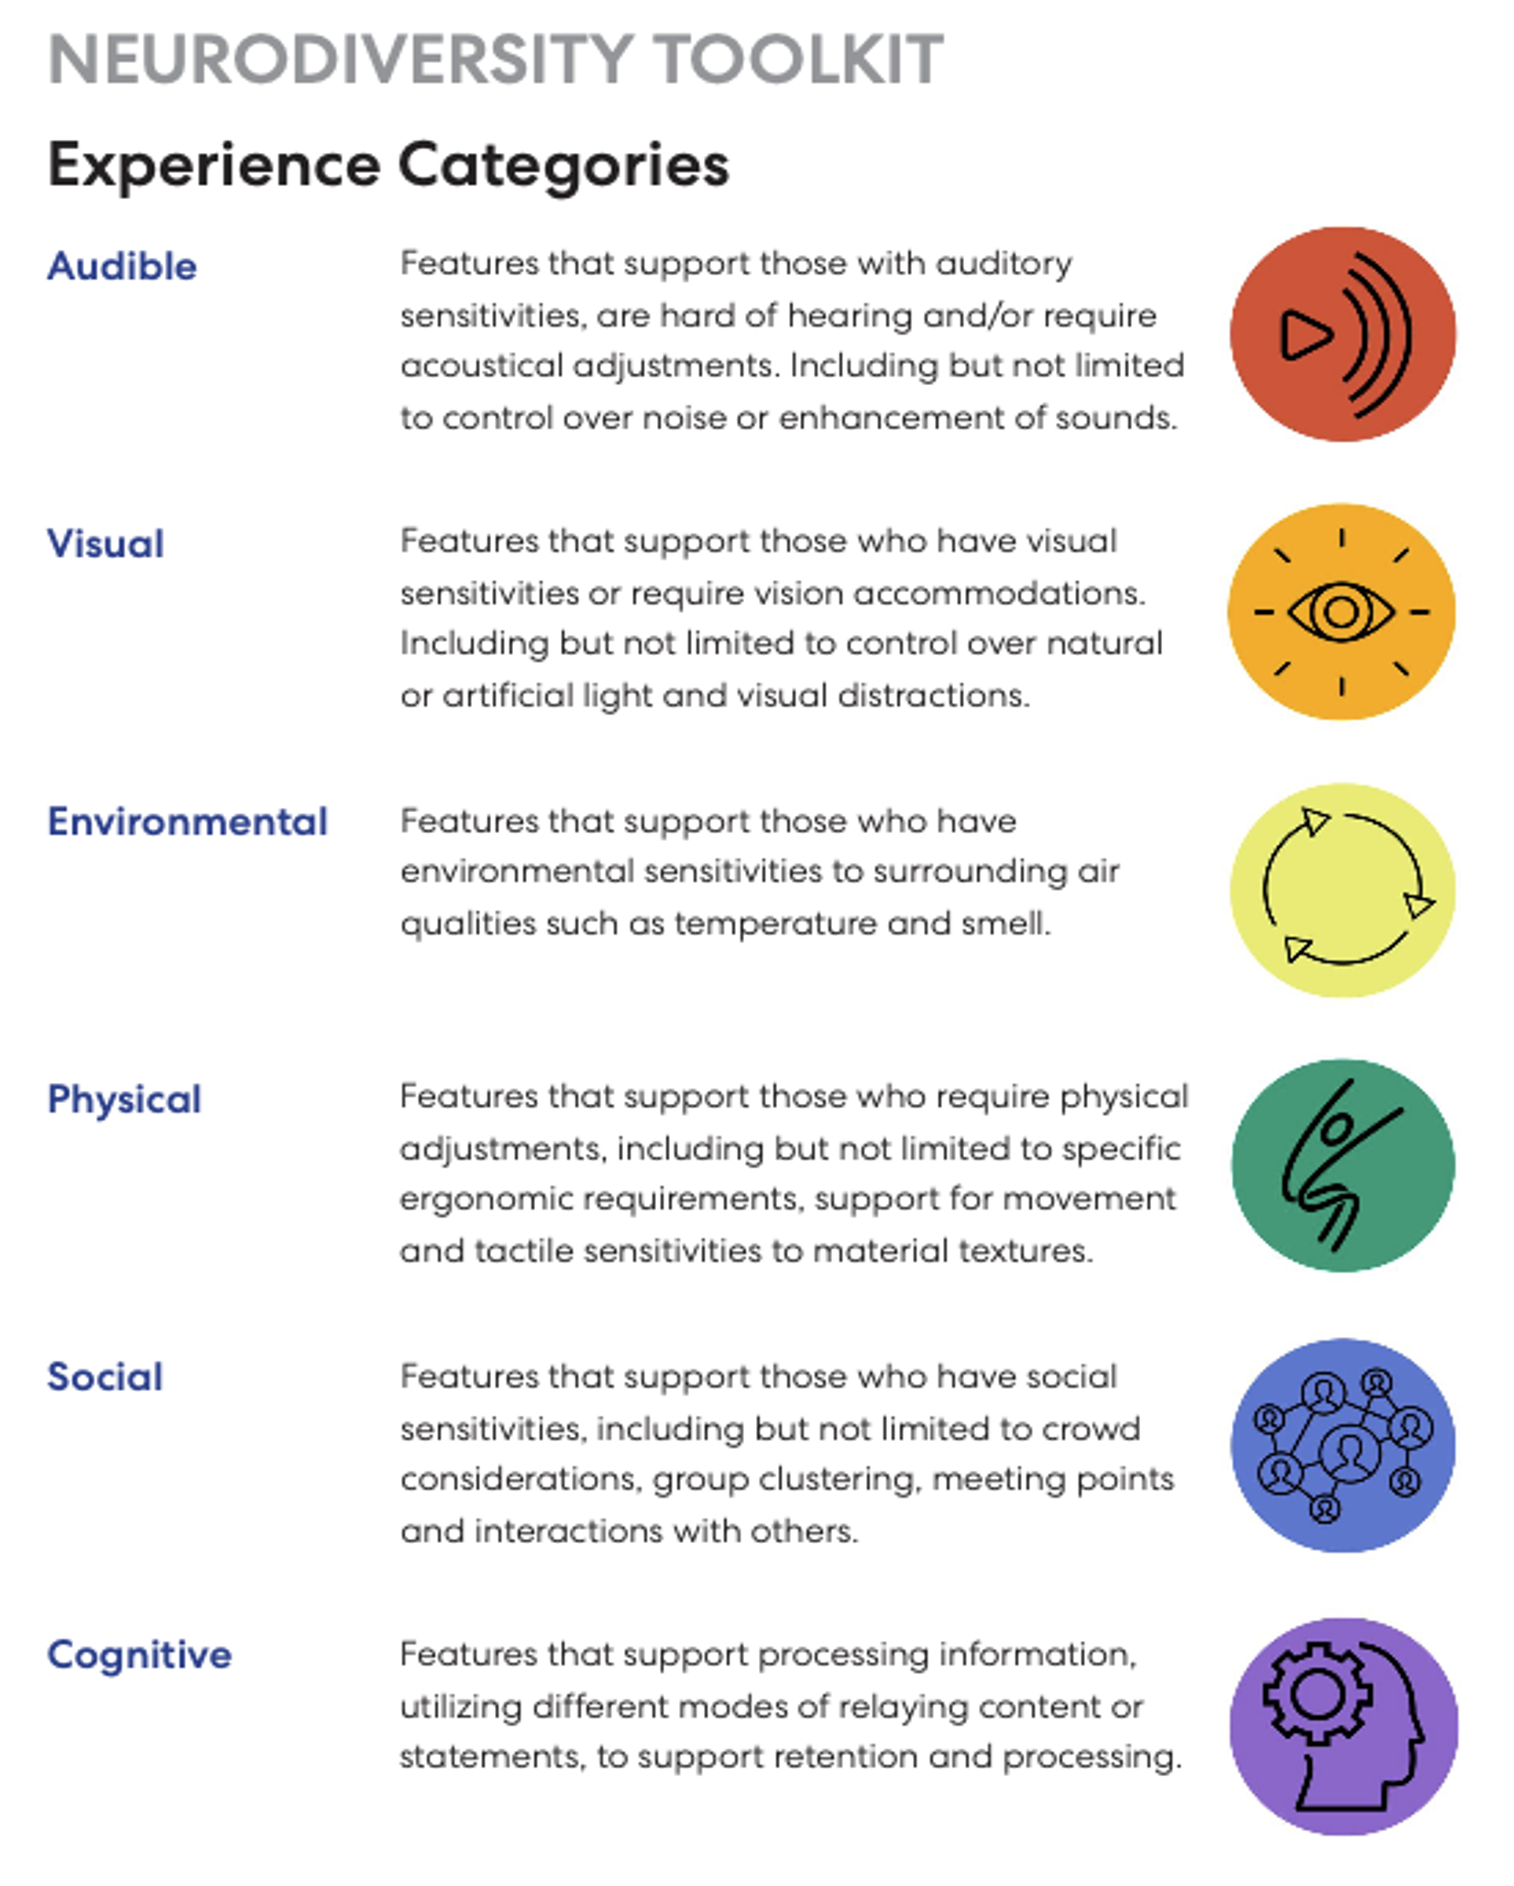 NEURODIVERSITY TOOLKIT
Experience Categories
Audible
Features that support those with auditory
sensitivities, are hard of hearing and/or require
acoustical adjustments. Including but not limited
to control over noise or enhancement of sounds.
Visual
Features that support those who have visual
sensitivities or require vision accommodations.
Including but not limited to control over natural
or artificial light and visual distractions.
Environmental
Features that support those who have
environmental sensitivities to surrounding air
qualities such as temperature and smell.
Physical
Features that support those who require physical
adjustments, including but not limited to specific
ergonomic requirements, support for movement
and tactile sensitivities to material textures.
Social
Features that support those who have social
sensitivities, including but not limited to crowd
considerations, group clustering, meeting points
and interactions with others.
Cognitive
Features that support processing information,
utilizing different modes of relaying content or
statements, to support retention and processing.